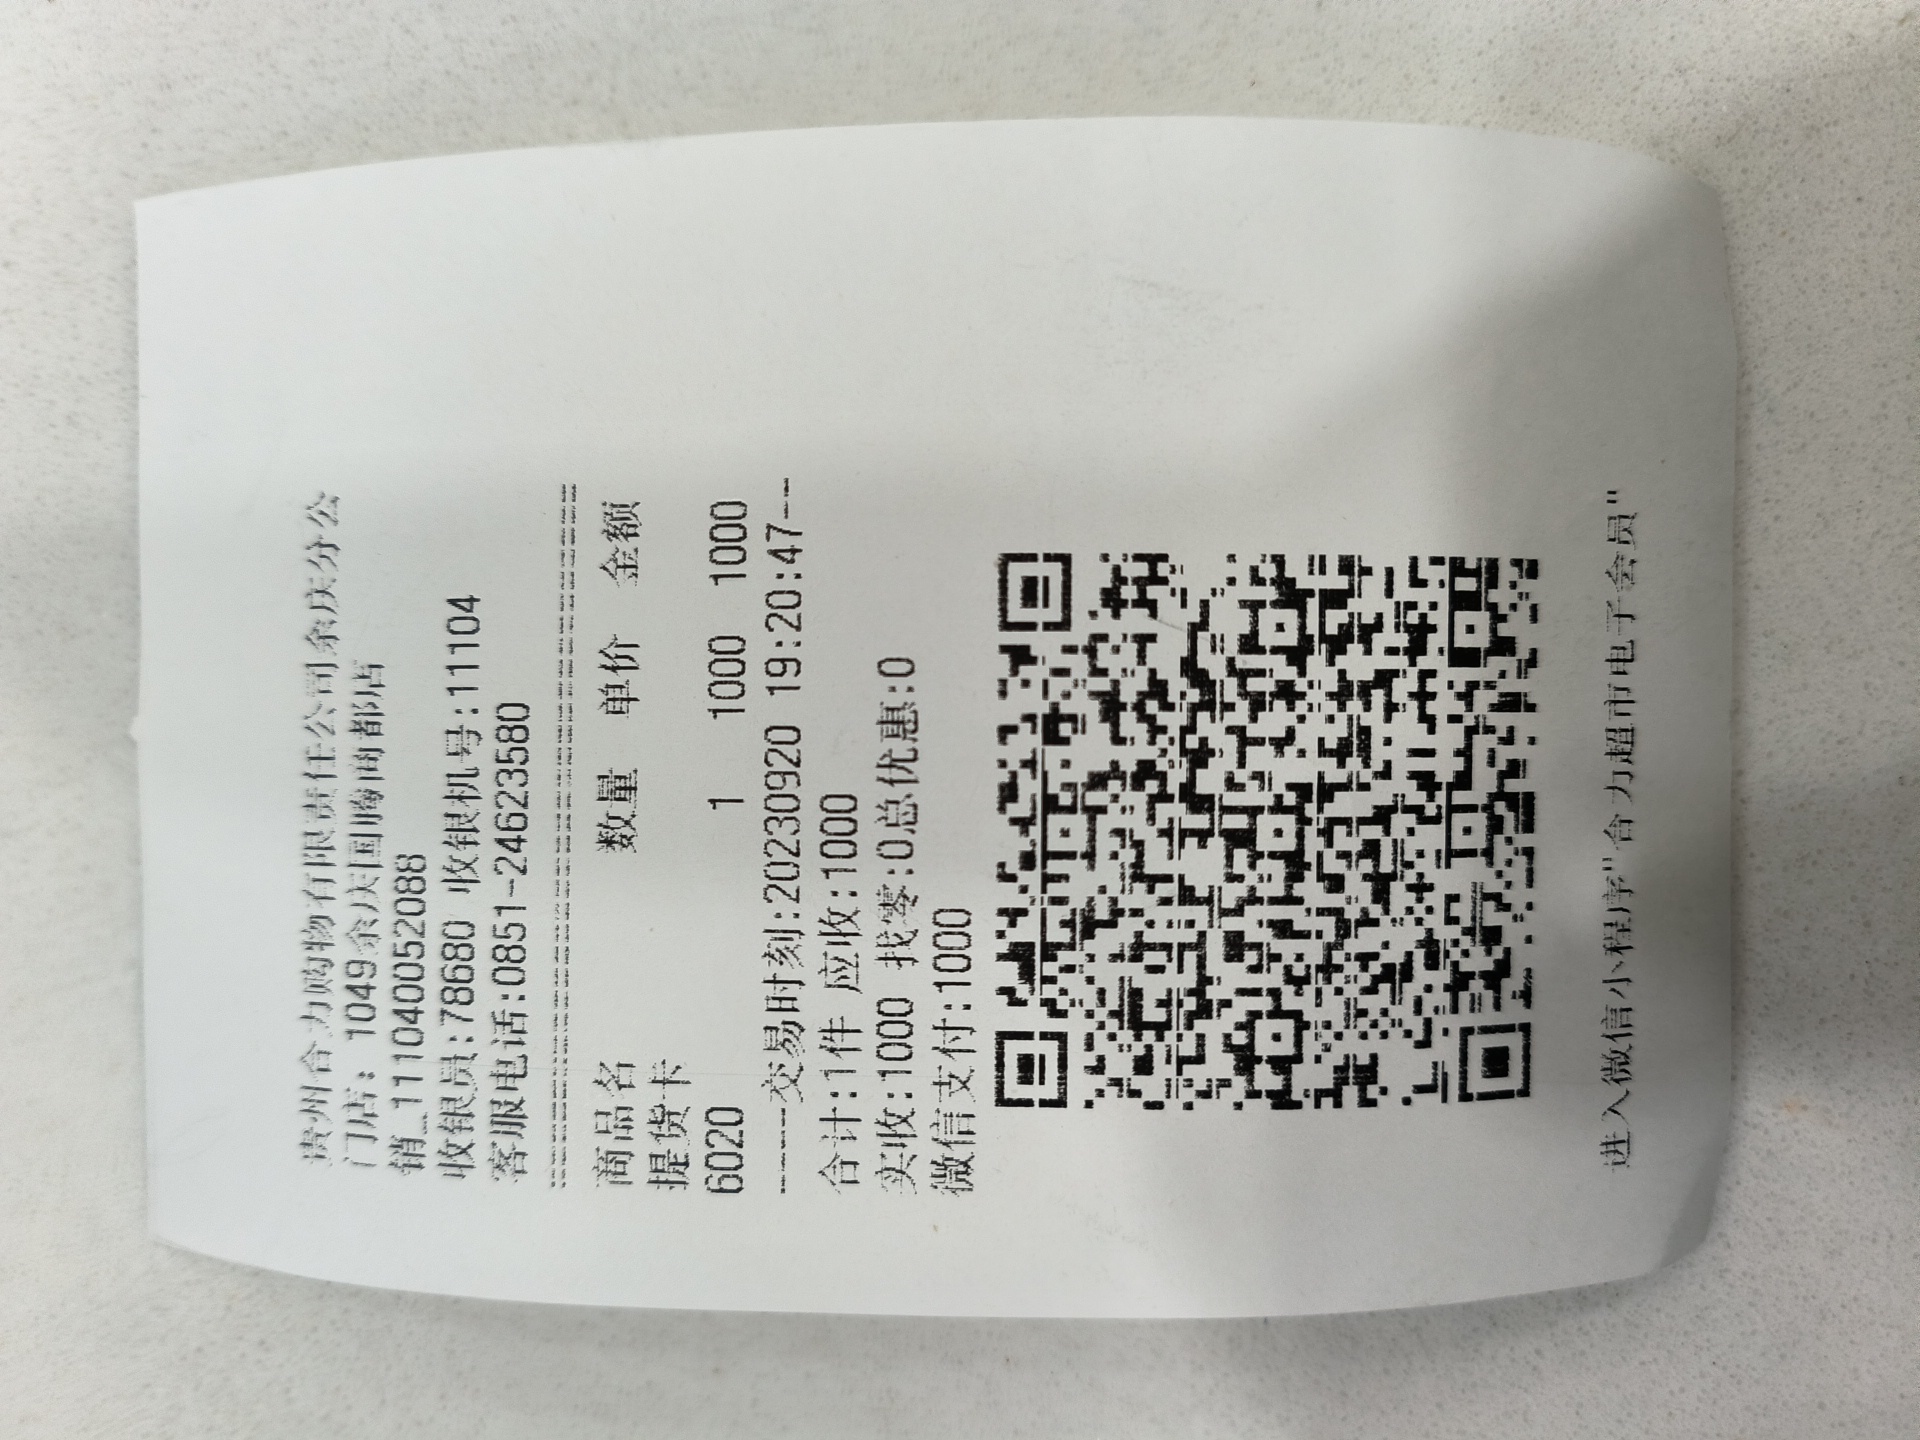 贵州合力购物有限责任公司余庆分公
门店: 1049余庆国际商都店
销_111040052088
收银员:78680 收银机号:11104
客服电话:0851-24623580
商品名 数量 单价 金额
提货卡
6020 1 1000 1000
-----交易时刻:20230920 19:20:47--
合计:1件 应收:1000
实收:1000 找零:0总优惠:0
微信支付:1000
进入微信小程序"合力超市电子会员"